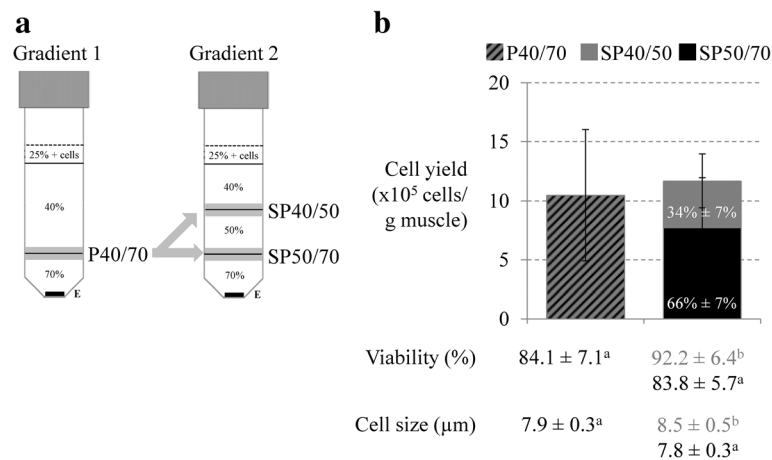 a
Gradient 1
Gradient 2
25% + cells
40%
P40/70
70%
E
25% + cells
40%
SP40/50
50%
SP50/70
70%
E
b
P40/70 SP40/50 SP50/70
Cell yield
(x10⁵ cells/
g muscle)
20
15
10
5
0
34% ± 7%
66% ± 7%
Viability (%) 84.1 ± 7.1ᵃ 92.2 ± 6.4ᵇ
83.8 ± 5.7ᵃ
Cell size (µm) 7.9 ± 0.3ᵃ 8.5 ± 0.5ᵇ
7.8 ± 0.3ᵃ